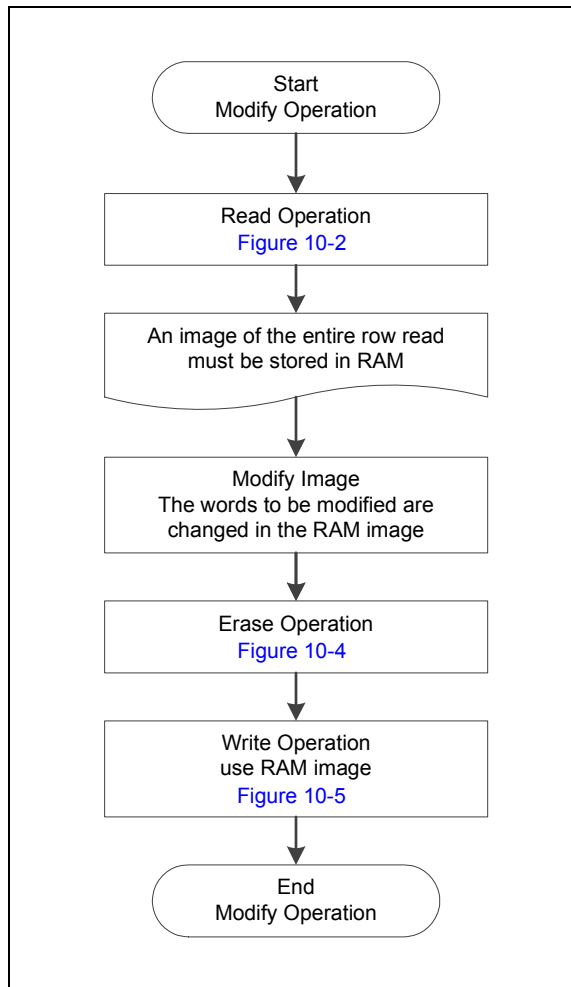 Start
Modify Operation
Read Operation
Figure 10-2
An image of the entire row read
must be stored in RAM
Modify Image
The words to be modified are
changed in the RAM image
Erase Operation
Figure 10-4
Write Operation
use RAM image
Figure 10-5
End
Modify Operation